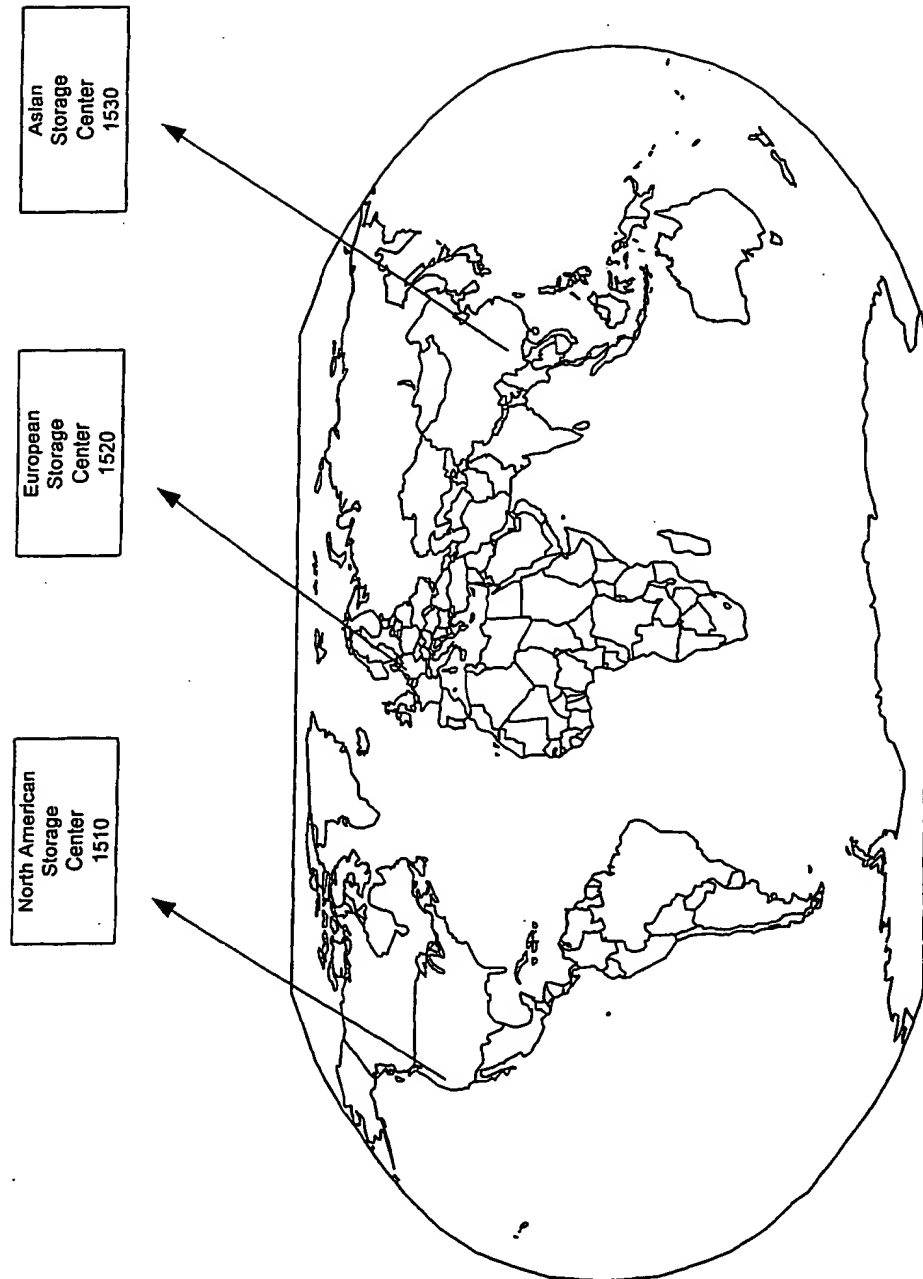 North American
Storage
Center
1510
European
Storage
Center
1520
Asian
Storage
Center
1530